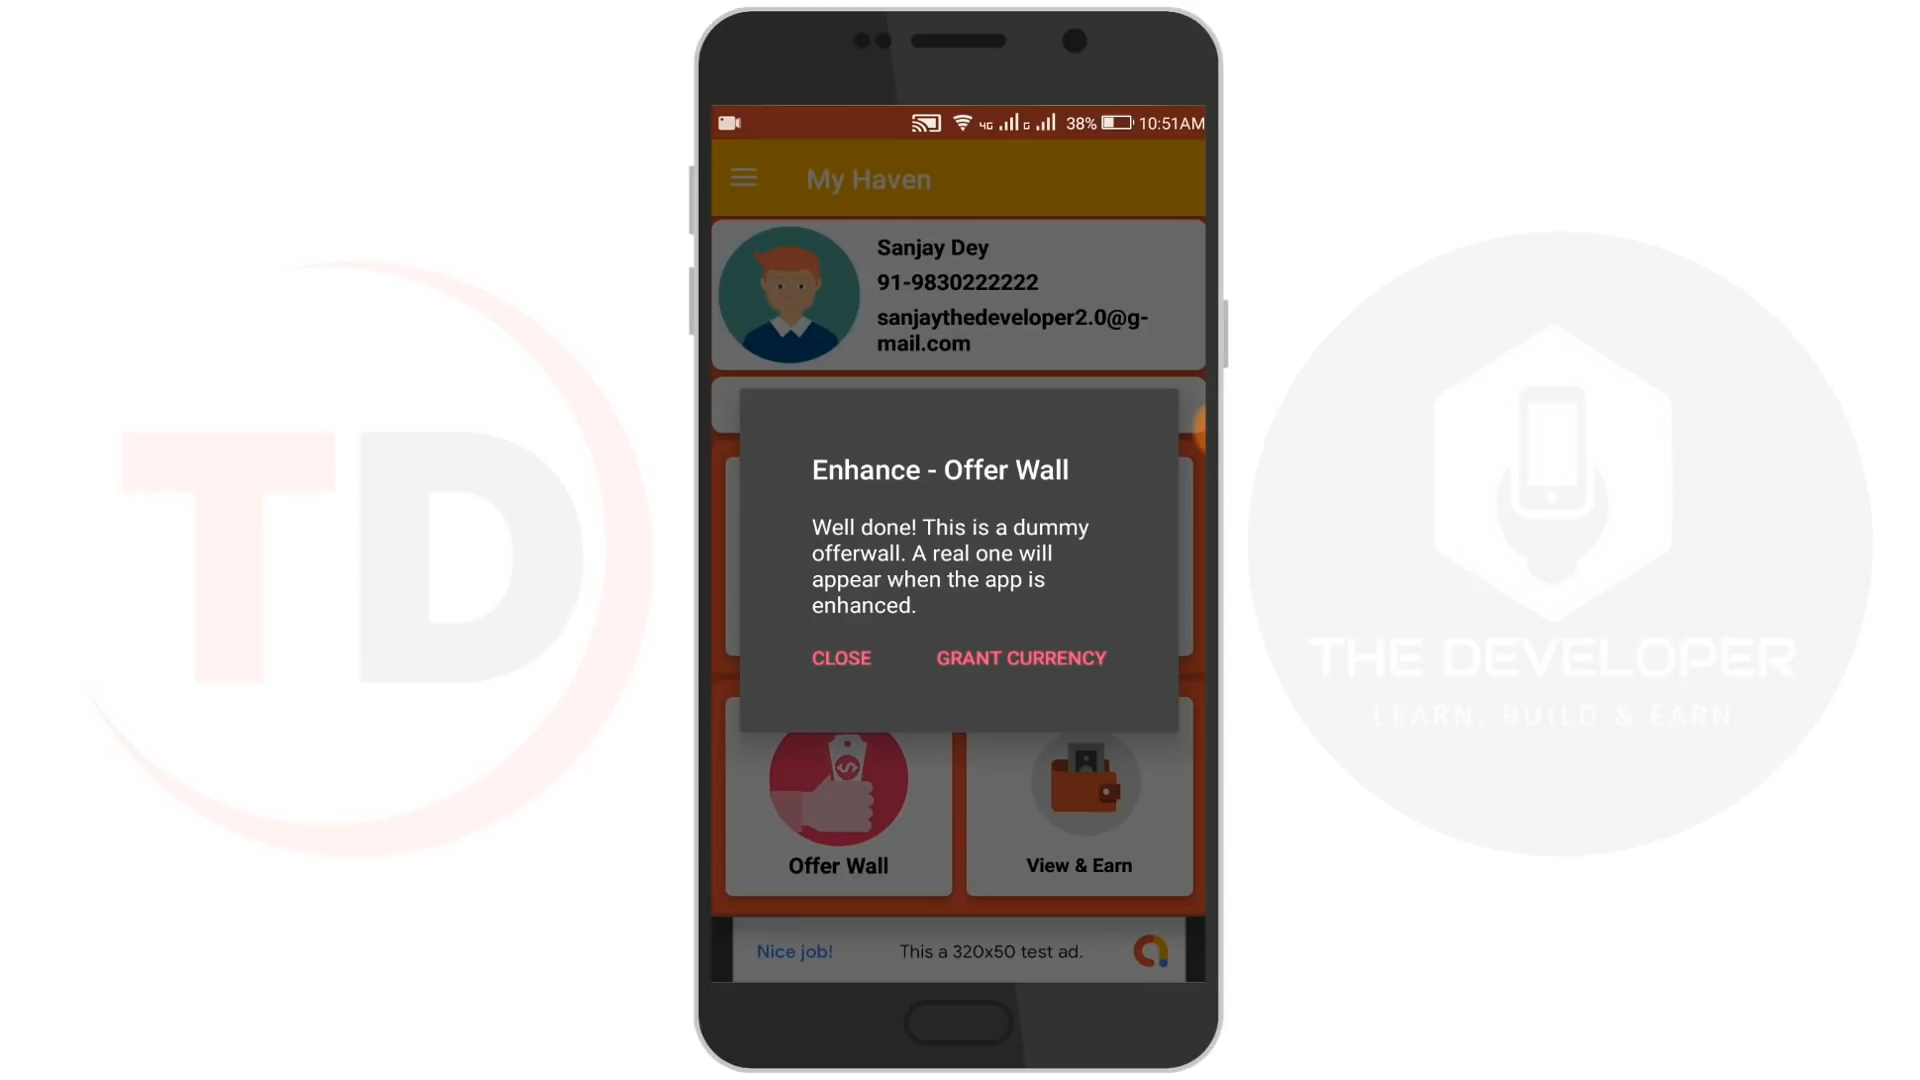 4G G 38% 10:51AM
My Haven
Sanjay Dey
91-9830222222
sanjaythedeveloper2.0@g-
mail.com
Enhance - Offer Wall
Well done! This is a dummy
offerwall. A real one will
appear when the app is
enhanced.
CLOSE GRANT CURRENCY
Offer Wall
View & Earn
Nice job! This a 320x50 test ad.
TD
THE DEVELOPER
LEARN, BUILD & EARN